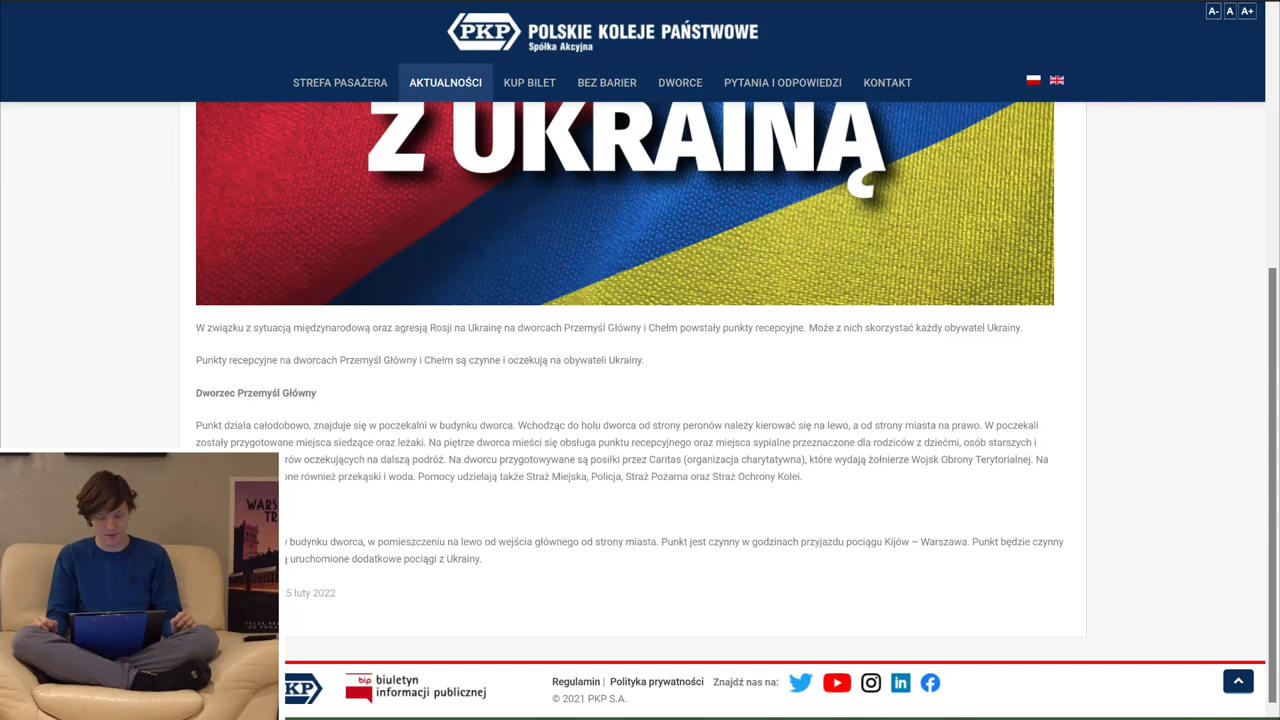 A- A A+
PKP POLSKIE KOLEJE PAŃSTWOWE
Spółka Akcyjna
STREFA PASAŻERA AKTUALNOŚCI KUP BILET BEZ BARIER DWORCE PYTANIA I ODPOWIEDZI KONTAKT
Z UKRAINĄ
W związku z sytuacją międzynarodową oraz agresją Rosji na Ukrainę na dworcach Przemyśl Główny i Chełm powstały punkty recepcyjne. Może z nich skorzystać każdy obywatel Ukrainy.
Punkty recepcyjne na dworcach Przemyśl Główny i Chełm są czynne i oczekują na obywateli Ukrainy.
Dworzec Przemyśl Główny
Punkt działa całodobowo, znajduje się w poczekalni w budynku dworca. Wchodząc do holu dworca od strony peronów należy kierować się na lewo, a od strony miasta na prawo. W poczekali
zostały przygotowane miejsca siedzące oraz leżaki. Na piętrze dworca mieści się obsługa punktu recepcyjnego oraz miejsca sypialne przeznaczone dla rodziców z dziećmi, osób starszych i
rów oczekujących na dalszą podróż. Na dworcu przygotowywane są posiłki przez Caritas (organizacja charytatywna), które wydają żołnierze Wojsk Obrony Terytorialnej. Na
one również przekąski i woda. Pomocy udzielają także Straż Miejska, Policja, Straż Pożarna oraz Straż Ochrony Kolei.
budynku dworca, w pomieszczeniu na lewo od wejścia głównego od strony miasta. Punkt jest czynny w godzinach przyjazdu pociągu Kijów – Warszawa. Punkt będzie czynny
uruchomione dodatkowe pociągi z Ukrainy.
5 luty 2022
WARS
TR
KP
bip biuletyn
informacji publicznej
Regulamin | Polityka prywatności Znajdź nas na:
© 2021 PKP S.A.